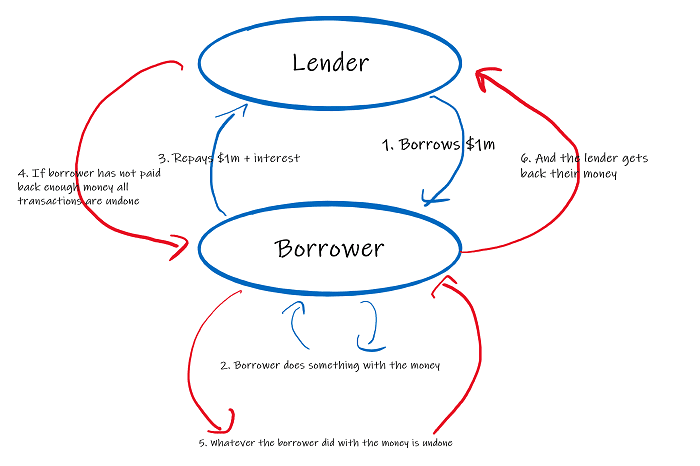 Lender
1. Borrows $1m
3. Repays $1m + interest
6. And the lender gets
back their money
4. If borrower has not paid
back enough money all
transactions are undone
Borrower
2. Borrower does something with the money
5. Whatever the borrower did with the money is undone